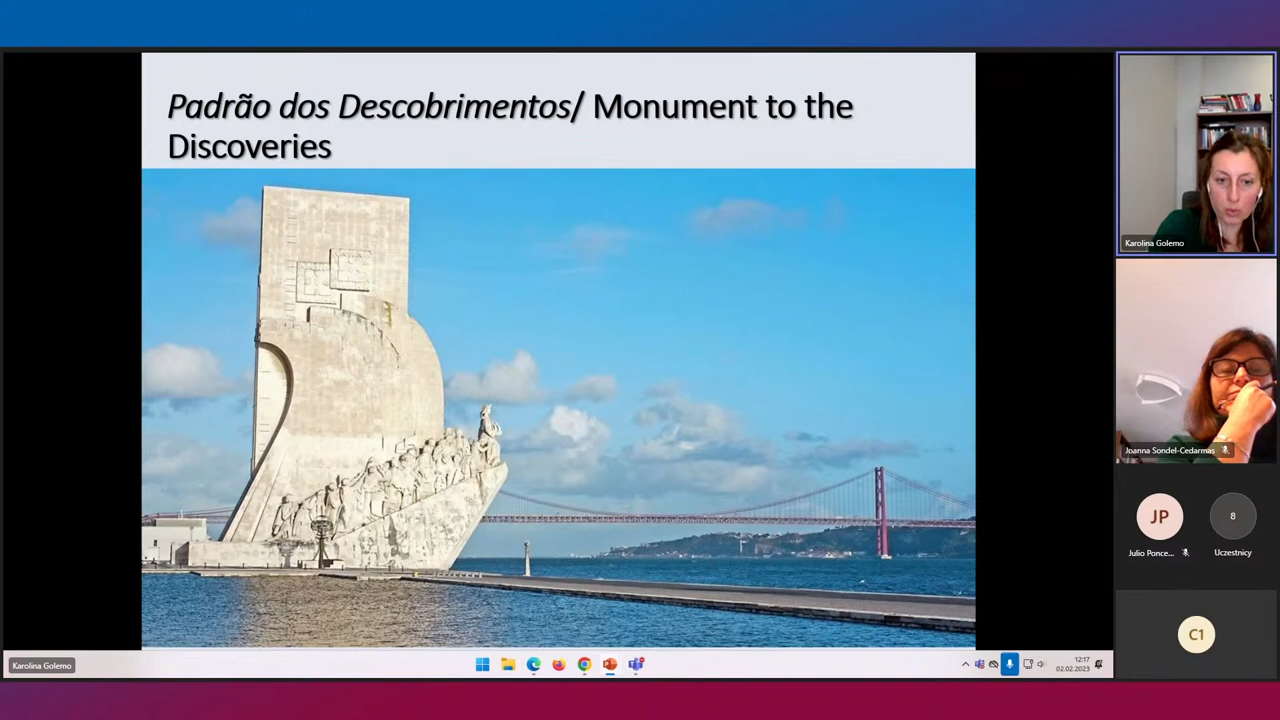 Padrão dos Descobrimentos/ Monument to the
Discoveries
Karolina Golemo
Joanna Sondel-Cedarmas
JP
Julio Ponce...
8
Uczestnicy
C1
Karolina Golemo
12:17
02.02.2023